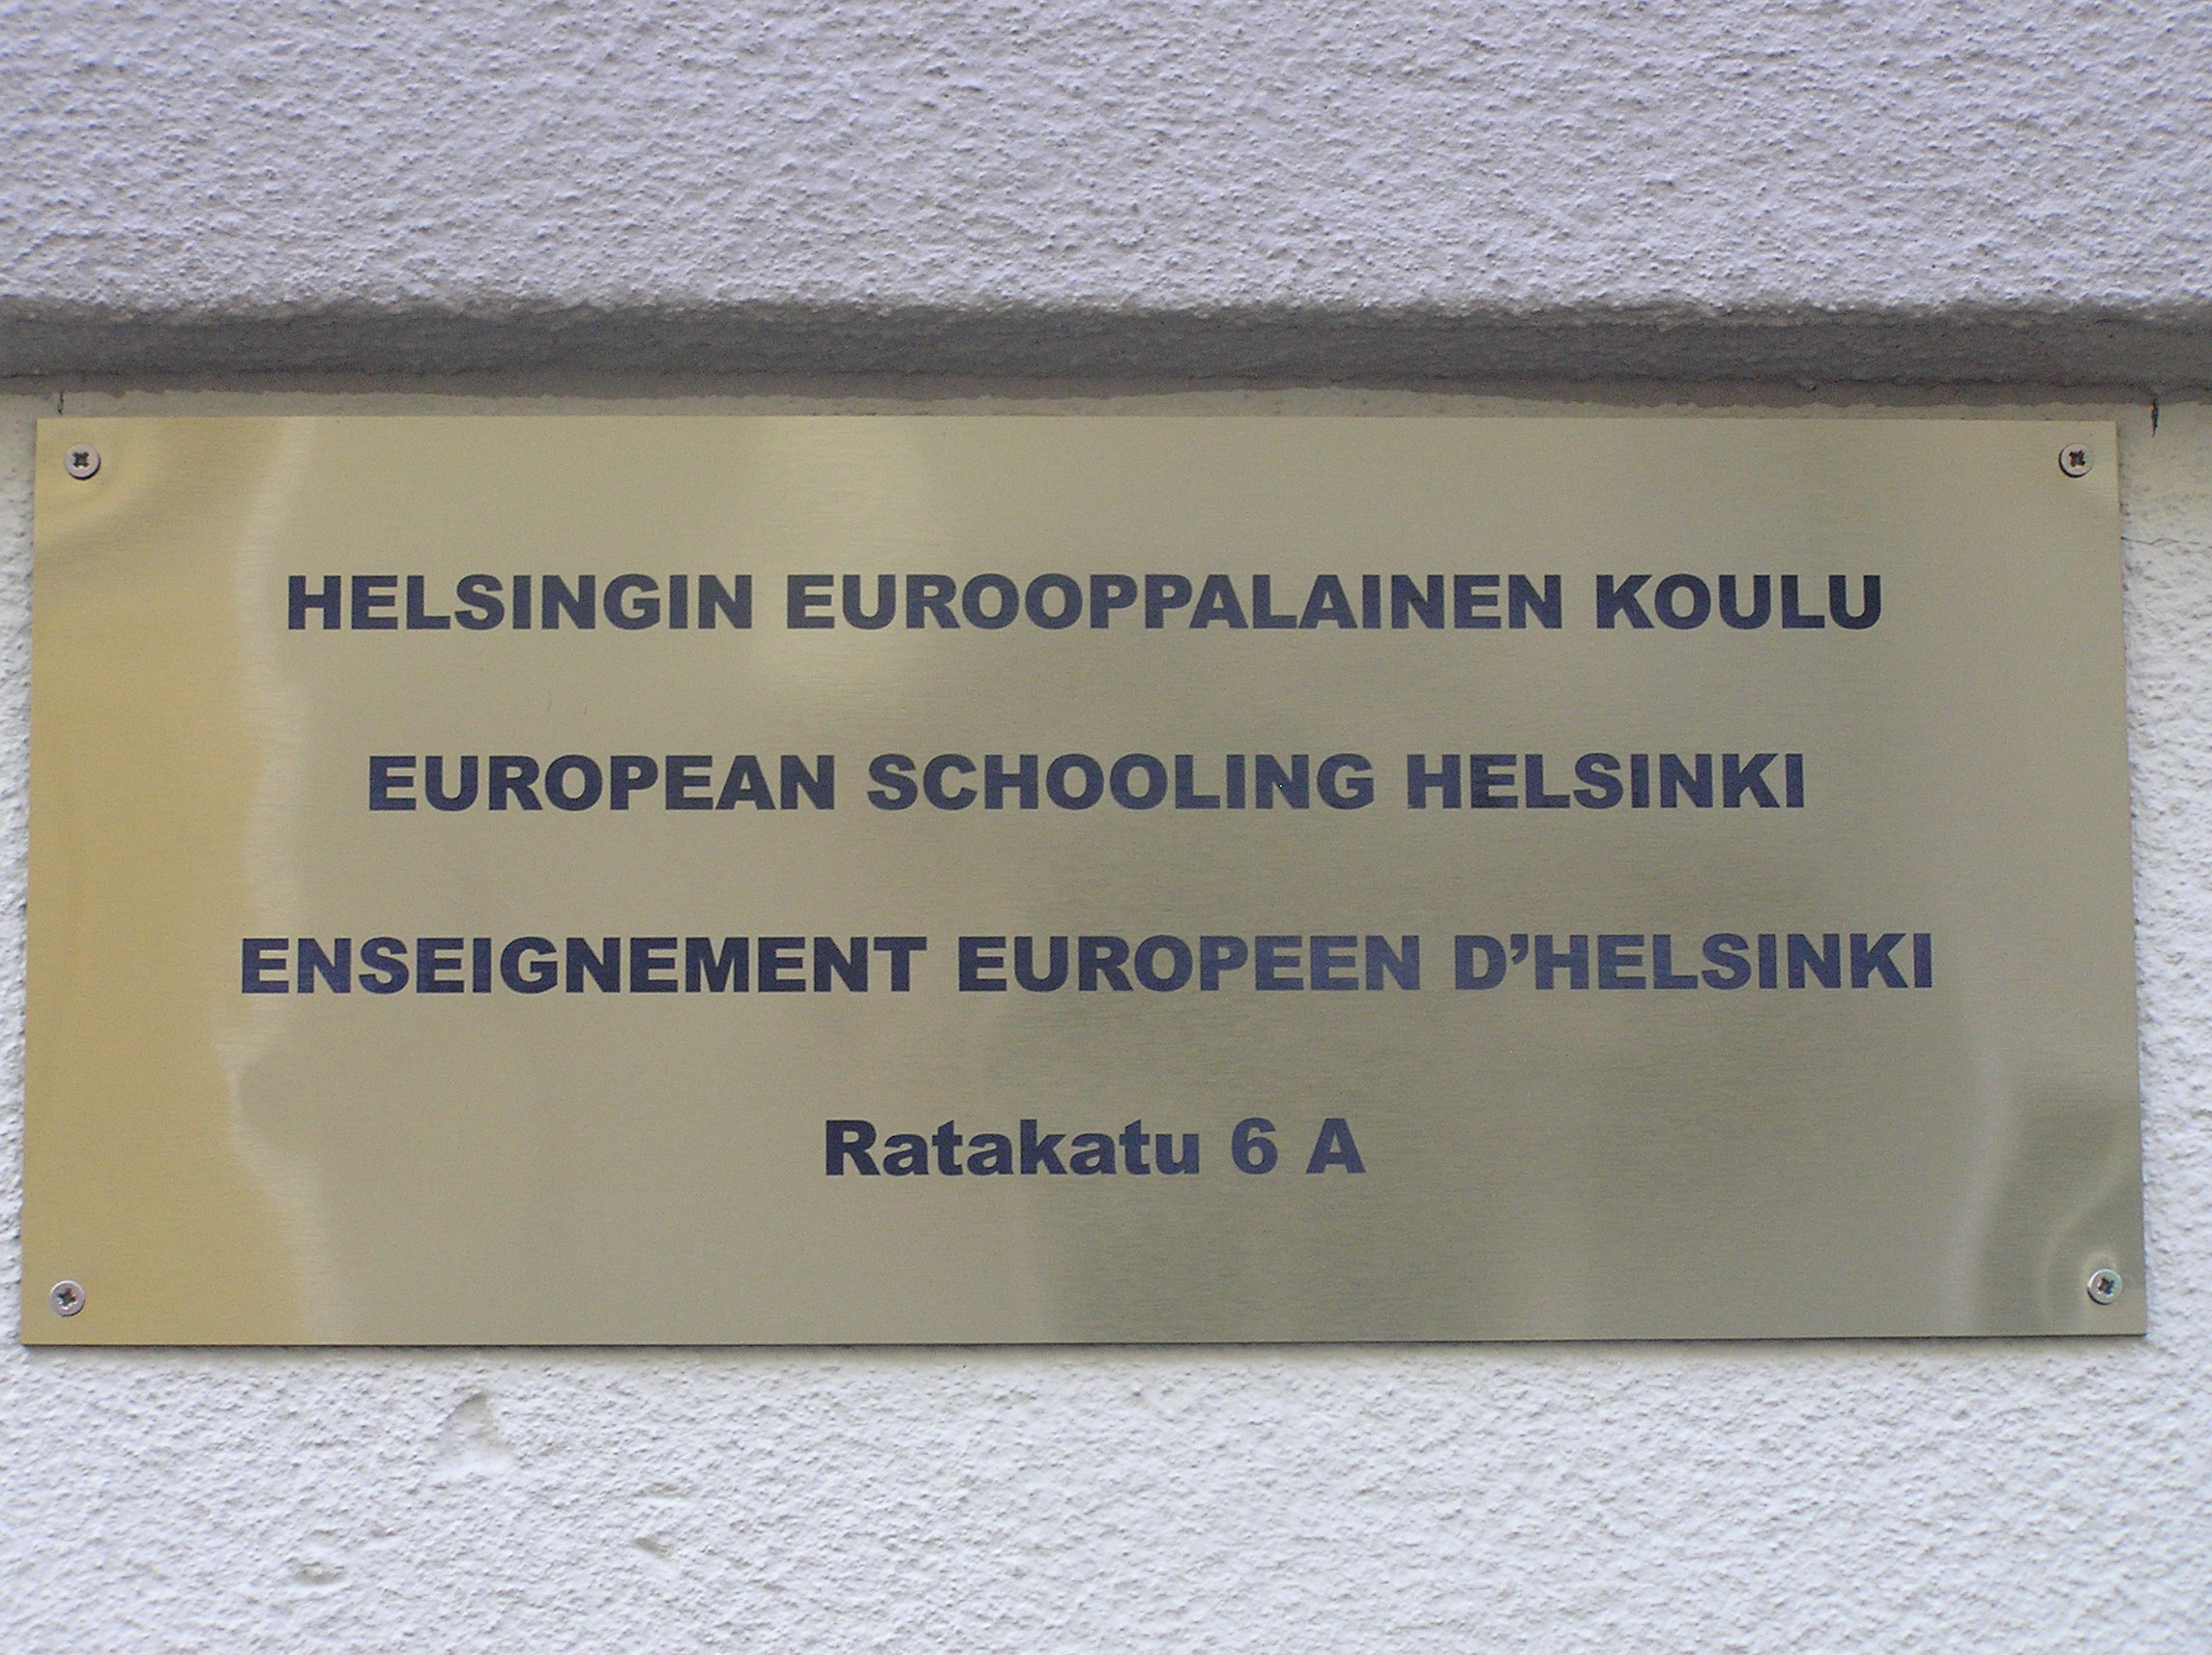 HELSINGIN EUROOPPALAINEN KOULU
EUROPEAN SCHOOLING HELSINKI
ENSEIGNEMENT EUROPEEN D’HELSINKI
Ratakatu 6 A